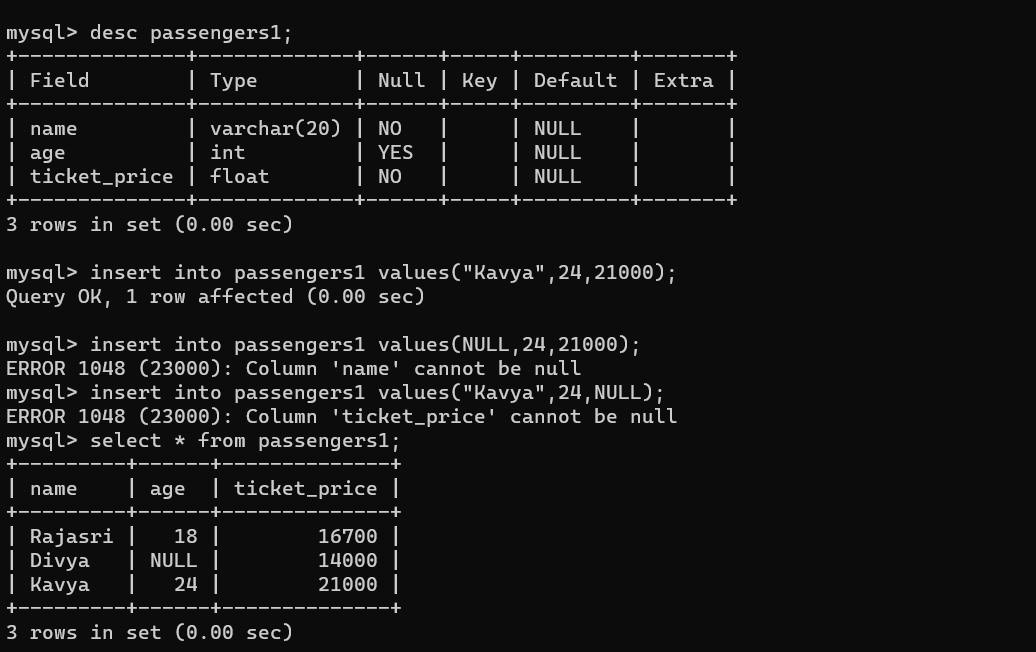 mysql> desc passengers1;
+--------------+-------------+------+-----+---------+-------+
| Field        | Type        | Null | Key | Default | Extra |
+--------------+-------------+------+-----+---------+-------+
| name         | varchar(20) | NO   |     | NULL    |       |
| age          | int         | YES  |     | NULL    |       |
| ticket_price | float       | NO   |     | NULL    |       |
+--------------+-------------+------+-----+---------+-------+
3 rows in set (0.00 sec)

mysql> insert into passengers1 values("Kavya",24,21000);
Query OK, 1 row affected (0.00 sec)

mysql> insert into passengers1 values(NULL,24,21000);
ERROR 1048 (23000): Column 'name' cannot be null
mysql> insert into passengers1 values("Kavya",24,NULL);
ERROR 1048 (23000): Column 'ticket_price' cannot be null
mysql> select * from passengers1;
+---------+------+--------------+
| name    | age  | ticket_price |
+---------+------+--------------+
| Rajasri |   18 |        16700 |
| Divya   | NULL |        14000 |
| Kavya   |   24 |        21000 |
+---------+------+--------------+
3 rows in set (0.00 sec)